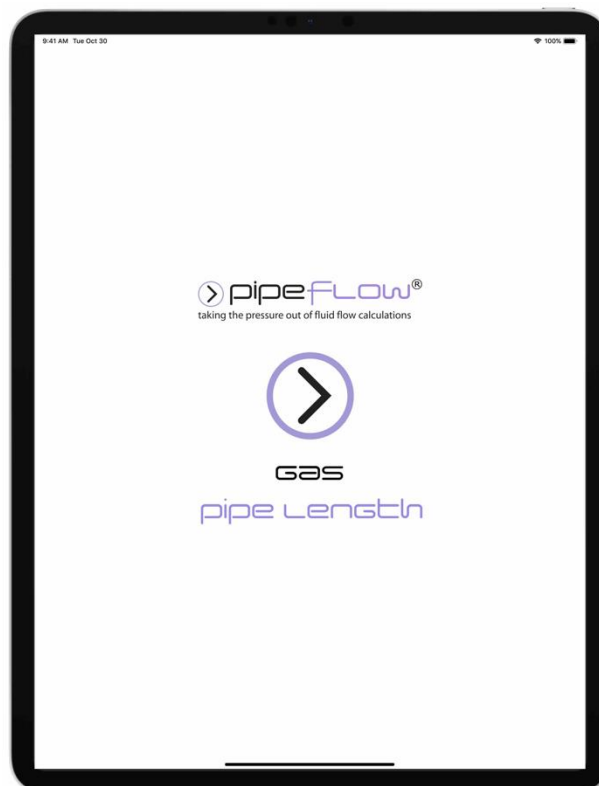 9:41 AM Tue Oct 30 100%
pipeFLOW®
taking the pressure out of fluid flow calculations
Gas
pipe Length